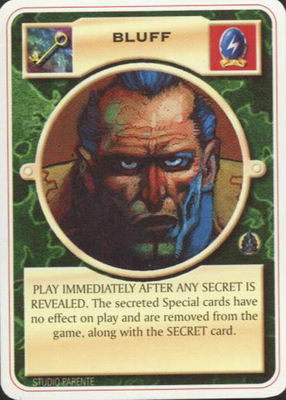 BLUFF
PLAY IMMEDIATELY AFTER ANY SECRET IS
REVEALED. The secreted Special cards have
no effect on play and are removed from the
game, along with the SECRET card.
STUDIO PARENTE